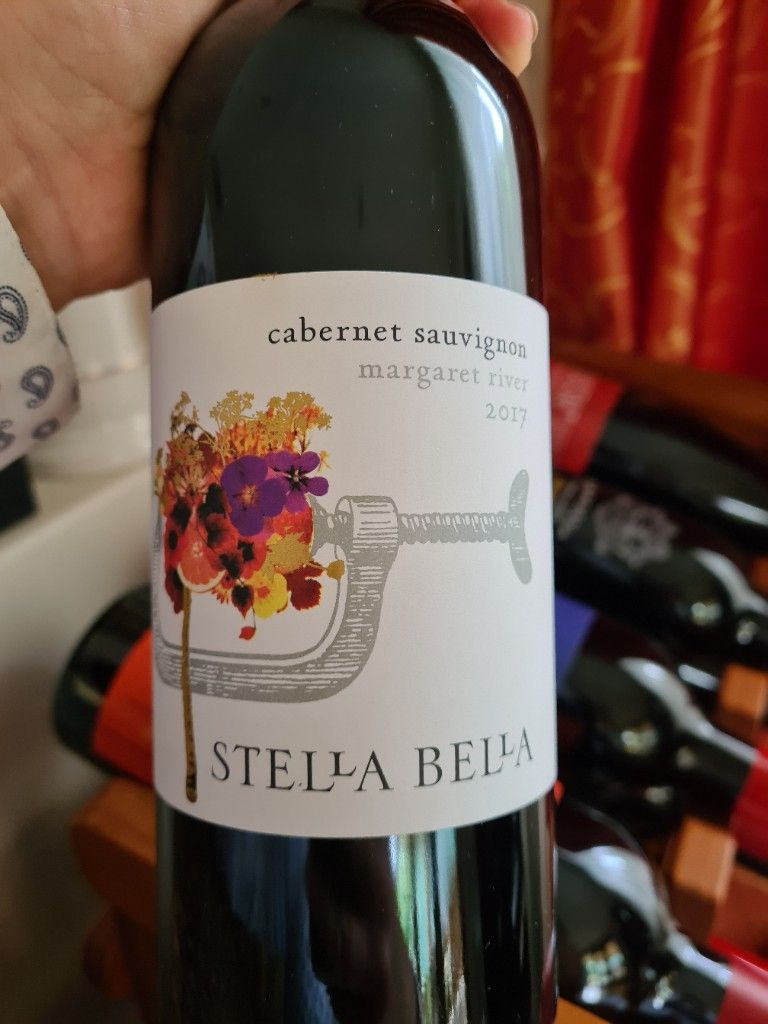 cabernet sauvignon
margaret river
2017
STELLA BELLA